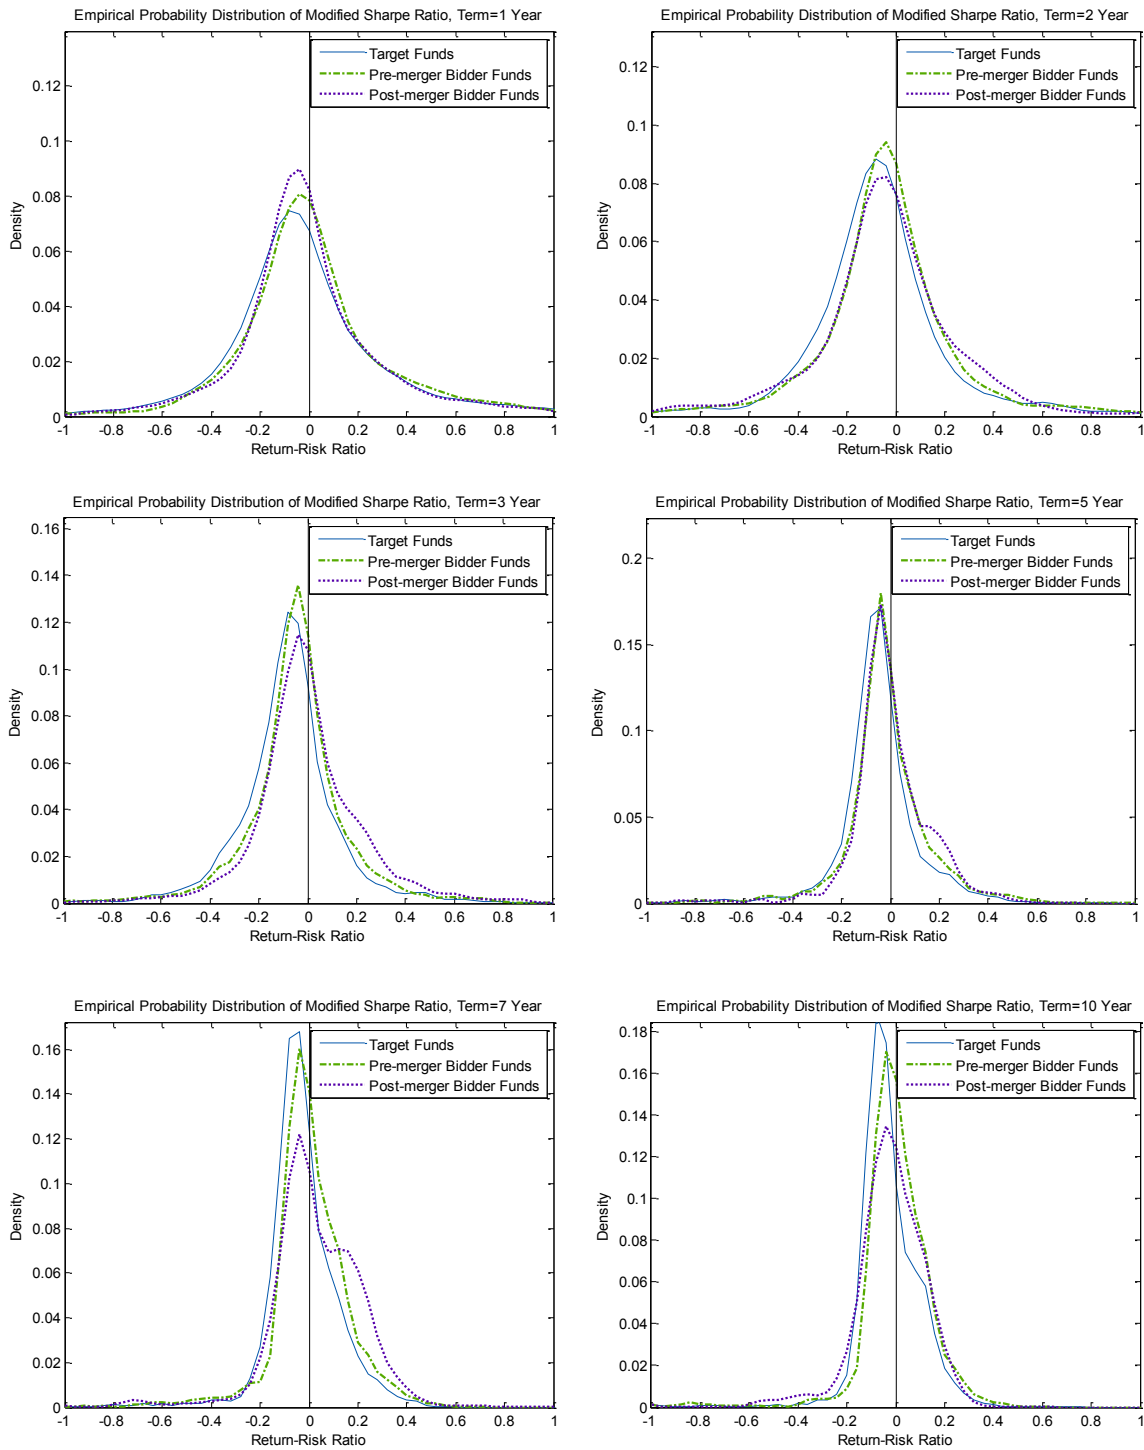 Empirical Probability Distribution of Modified Sharpe Ratio, Term=1 Year
Target Funds
Pre-merger Bidder Funds
Post-merger Bidder Funds
0.12
0.1
0.08
0.06
0.04
0.02
0
Density
-1 -0.8 -0.6 -0.4 -0.2 0 0.2 0.4 0.6 0.8 1
Return-Risk Ratio
Empirical Probability Distribution of Modified Sharpe Ratio, Term=2 Year
Target Funds
Pre-merger Bidder Funds
Post-merger Bidder Funds
0.12
0.1
0.08
0.06
0.04
0.02
0
Density
-1 -0.8 -0.6 -0.4 -0.2 0 0.2 0.4 0.6 0.8 1
Return-Risk Ratio
Empirical Probability Distribution of Modified Sharpe Ratio, Term=3 Year
Target Funds
Pre-merger Bidder Funds
Post-merger Bidder Funds
0.16
0.14
0.12
0.1
0.08
0.06
0.04
0.02
0
Density
-1 -0.8 -0.6 -0.4 -0.2 0 0.2 0.4 0.6 0.8 1
Return-Risk Ratio
Empirical Probability Distribution of Modified Sharpe Ratio, Term=5 Year
Target Funds
Pre-merger Bidder Funds
Post-merger Bidder Funds
0.2
0.15
0.1
0.05
0
Density
-1 -0.8 -0.6 -0.4 -0.2 0 0.2 0.4 0.6 0.8 1
Return-Risk Ratio
Empirical Probability Distribution of Modified Sharpe Ratio, Term=7 Year
Target Funds
Pre-merger Bidder Funds
Post-merger Bidder Funds
0.16
0.14
0.12
0.1
0.08
0.06
0.04
0.02
0
Density
-1 -0.8 -0.6 -0.4 -0.2 0 0.2 0.4 0.6 0.8 1
Return-Risk Ratio
Empirical Probability Distribution of Modified Sharpe Ratio, Term=10 Year
Target Funds
Pre-merger Bidder Funds
Post-merger Bidder Funds
0.18
0.16
0.14
0.12
0.1
0.08
0.06
0.04
0.02
0
Density
-1 -0.8 -0.6 -0.4 -0.2 0 0.2 0.4 0.6 0.8 1
Return-Risk Ratio